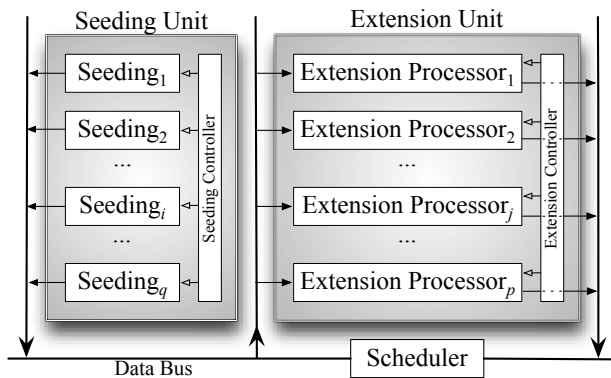 Seeding Unit
Extension Unit
Seeding₁
Seeding₂
...
Seedingᵢ
...
Seeding_q
Seeding Controller
Extension Processor₁
Extension Processor₂
...
Extension Processorⱼ
...
Extension Processorₚ
Extension Controller
Data Bus
Scheduler